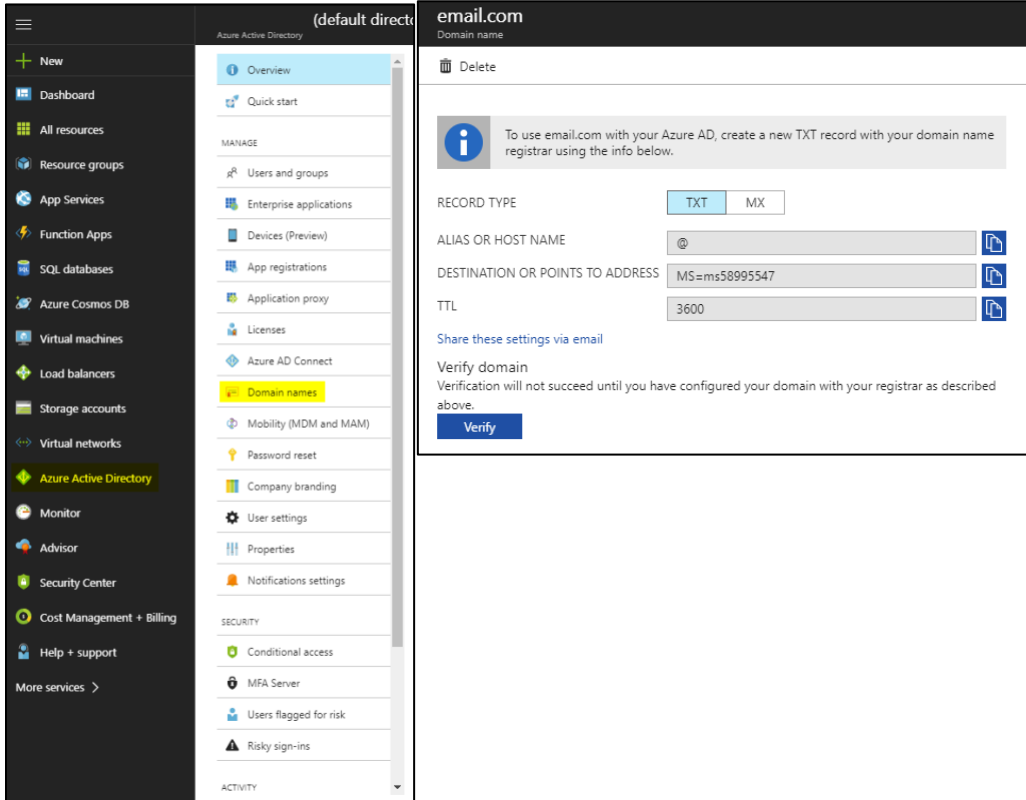 (default direct
Azure Active Directory
New
Dashboard
All resources
Resource groups
App Services
Function Apps
SQL databases
Azure Cosmos DB
Virtual machines
Load balancers
Storage accounts
Virtual networks
Azure Active Directory
Monitor
Advisor
Security Center
Cost Management + Billing
Help + support
More services >
Overview
Quick start
MANAGE
Users and groups
Enterprise applications
Devices (Preview)
App registrations
Application proxy
Licenses
Azure AD Connect
Domain names
Mobility (MDM and MAM)
Password reset
Company branding
User settings
Properties
Notifications settings
SECURITY
Conditional access
MFA Server
Users flagged for risk
Risky sign-ins
ACTIVITY
email.com
Domain name
Delete
To use email.com with your Azure AD, create a new TXT record with your domain name
registrar using the info below.
RECORD TYPE TXT MX
ALIAS OR HOST NAME @
DESTINATION OR POINTS TO ADDRESS MS=ms58995547
TTL 3600
Share these settings via email
Verify domain
Verification will not succeed until you have configured your domain with your registrar as described
above.
Verify